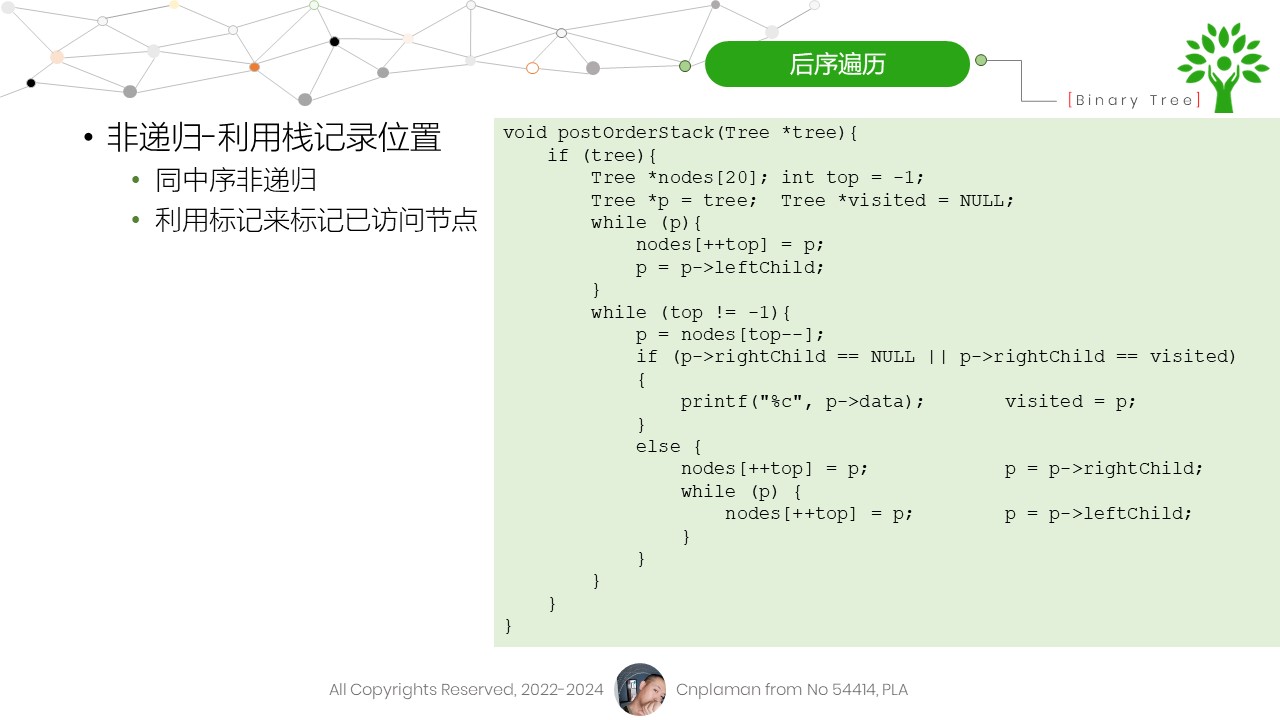 后序遍历
[Binary Tree]
• 非递归-利用栈记录位置
• 同中序非递归
• 利用标记来标记已访问节点
void postOrderStack(Tree *tree){
    if (tree){
        Tree *nodes[20]; int top = -1;
        Tree *p = tree;  Tree *visited = NULL;
        while (p){
            nodes[++top] = p;
            p = p->leftChild;
        }
        while (top != -1){
            p = nodes[top--];
            if (p->rightChild == NULL || p->rightChild == visited)
            {
                printf("%c", p->data);       visited = p;
            }
            else {
                nodes[++top] = p;            p = p->rightChild;
                while (p) {
                    nodes[++top] = p;        p = p->leftChild;
                }
            }
        }
    }
}
All Copyrights Reserved, 2022-2024 Cnplaman from No 54414, PLA